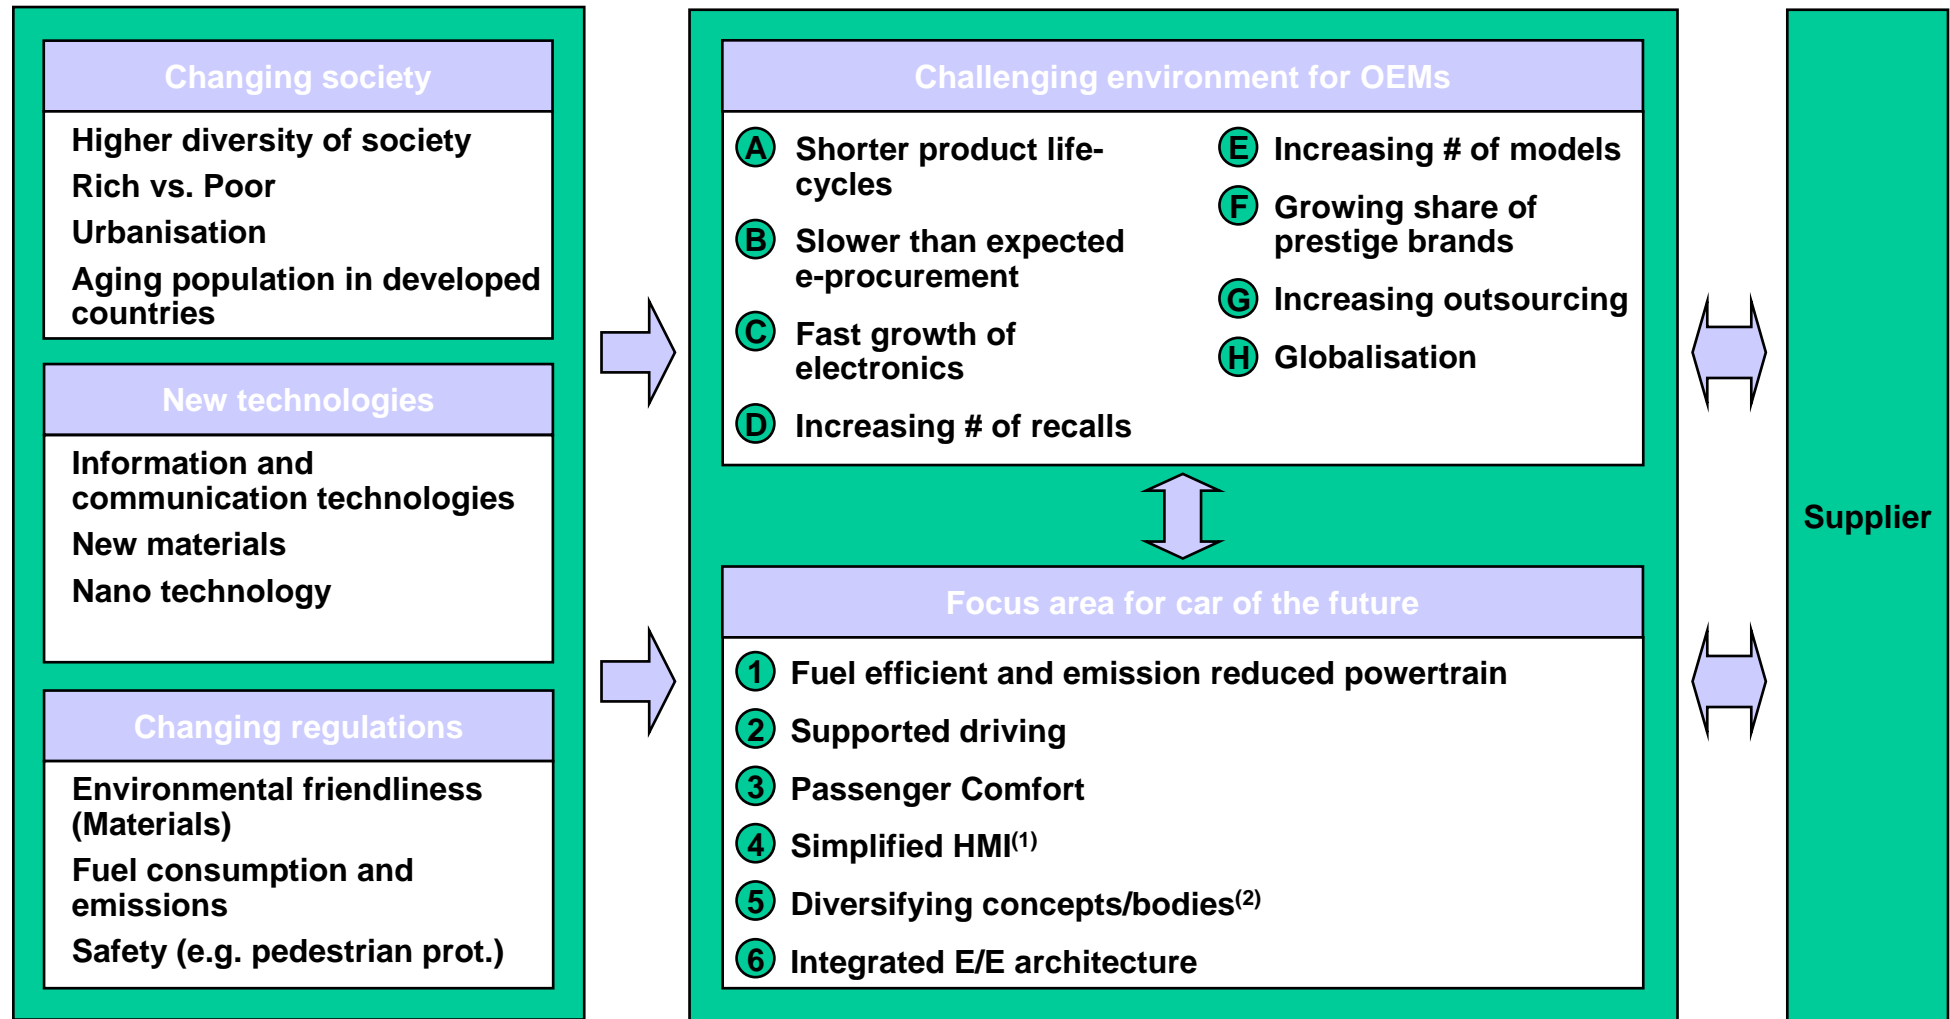 Changing society
Higher diversity of society
Rich vs. Poor
Urbanisation
Aging population in developed
countries
New technologies
Information and
communication technologies
New materials
Nano technology
Changing regulations
Environmental friendliness
(Materials)
Fuel consumption and
emissions
Safety (e.g. pedestrian prot.)
Challenging environment for OEMs
A Shorter product life-
cycles
B Slower than expected
e-procurement
C Fast growth of
electronics
D Increasing # of recalls
E Increasing # of models
F Growing share of
prestige brands
G Increasing outsourcing
H Globalisation
Focus area for car of the future
1 Fuel efficient and emission reduced powertrain
2 Supported driving
3 Passenger Comfort
4 Simplified HMI(1)
5 Diversifying concepts/bodies(2)
6 Integrated E/E architecture
Supplier